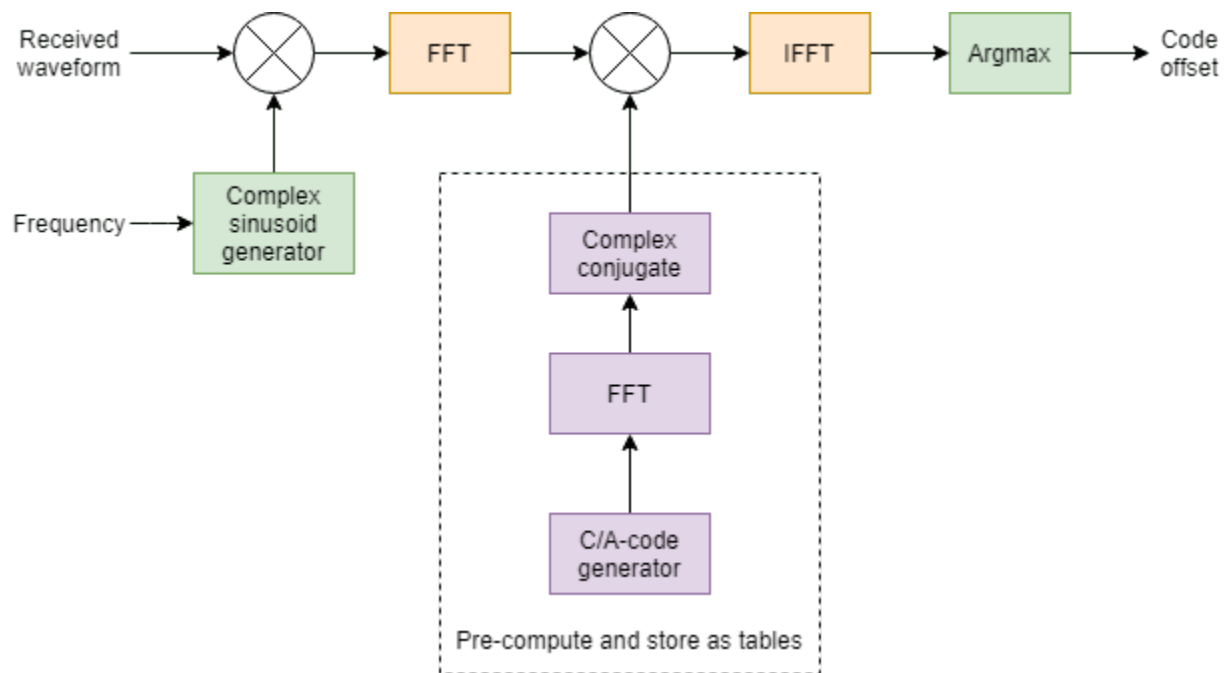 Received
waveform
FFT
IFFT
Argmax
Code
offset
Frequency
Complex
sinusoid
generator
Complex
conjugate
FFT
C/A-code
generator
Pre-compute and store as tables